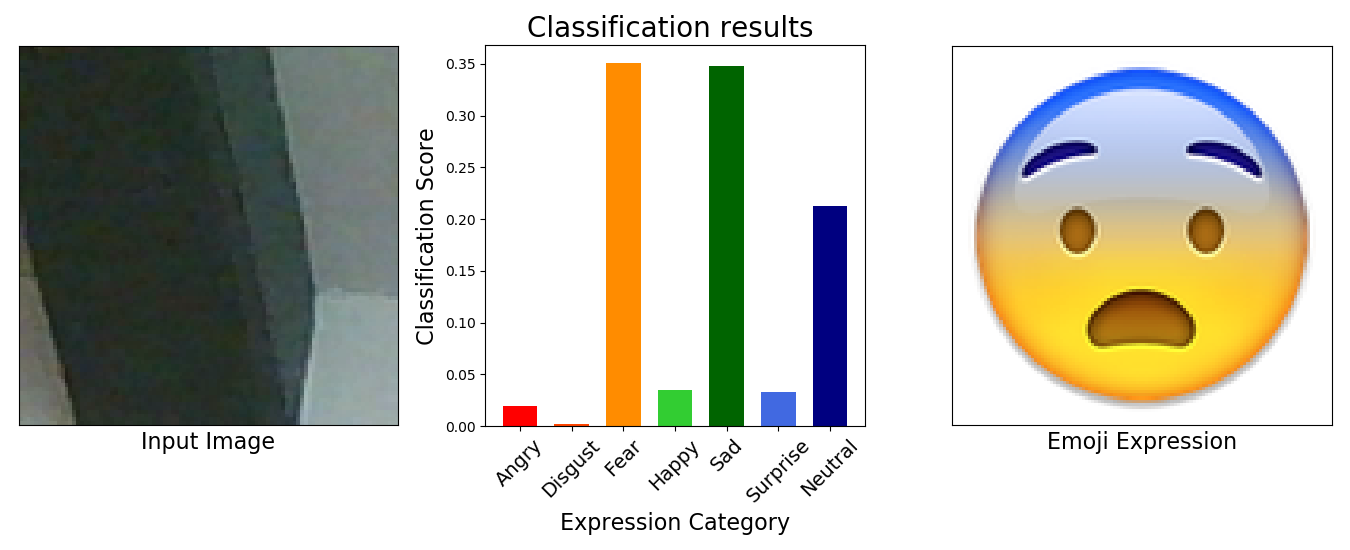 Classification results
Classification Score
0.35
0.30
0.25
0.20
0.15
0.10
0.05
0.00
Angry
Disgust
Fear
Happy
Sad
Surprise
Neutral
Expression Category
Input Image
Emoji Expression